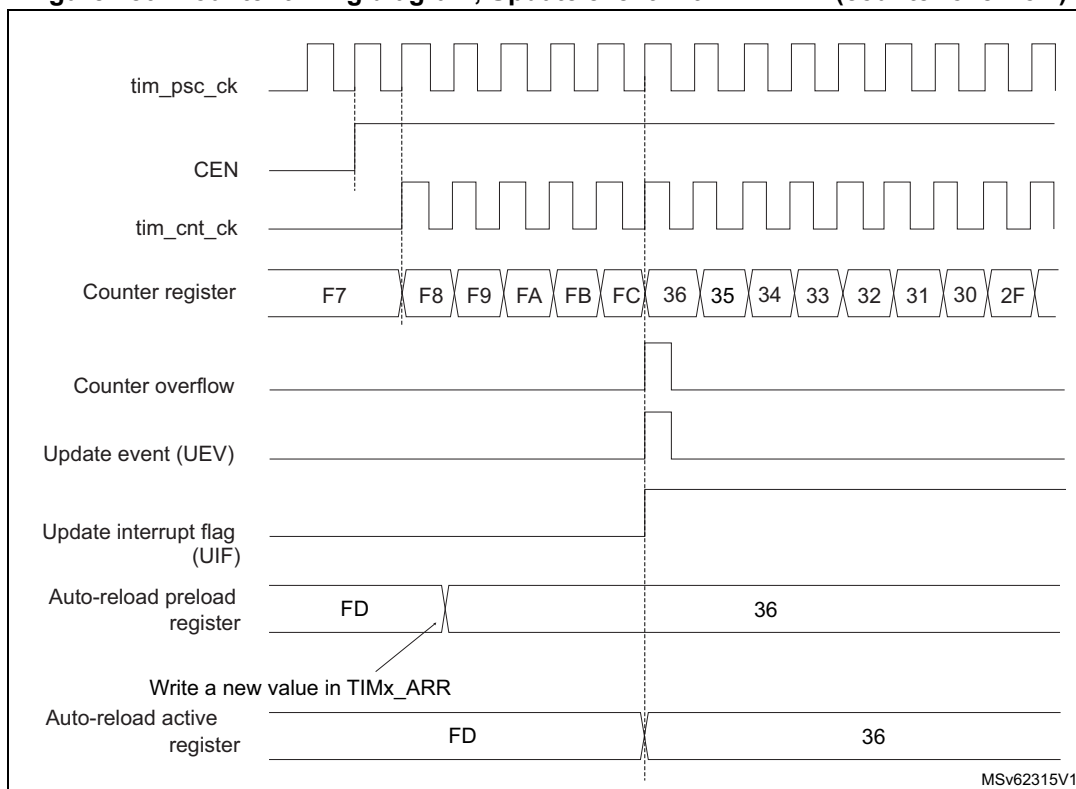 tim_psc_ck
CEN
tim_cnt_ck
Counter register
F7 F8 F9 FA FB FC 36 35 34 33 32 31 30 2F
Counter overflow
Update event (UEV)
Update interrupt flag
(UIF)
Auto-reload preload
register
FD 36
Write a new value in TIMx_ARR
Auto-reload active
register
FD 36
MSv62315V1